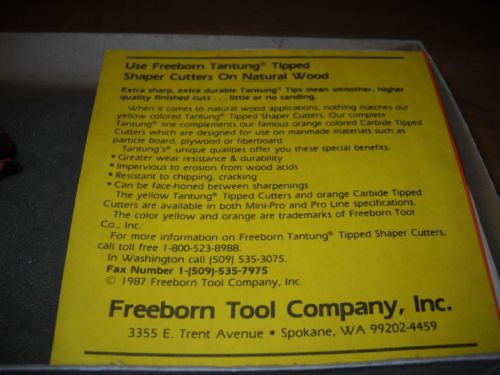 Use Freeborn Tantung® Tipped
Shaper Cutters On Natural Wood
Extra sharp, extra durable Tantung® Tips mean smoother, higher
quality finished cuts . . . little or no sanding.
When it comes to natural wood applications, nothing matches our
yellow colored Tantung® Tipped Shaper Cutters. Our complete
Tantung® line complements our famous orange colored Carbide Tipped
Cutters which are designed for use on manmade materials such as
particle board, plywood or fiberboard.
Tantung's® unique qualities offer you these special benefits:
• Greater wear resistance & durability
• Impervious to erosion from wood acids
• Resistant to chipping, cracking
• Can be face-honed between sharpenings
The yellow Tantung® Tipped Cutters and orange Carbide Tipped
Cutters are available in both Mini-Pro and Pro Line specifications.
The color yellow and orange are trademarks of Freeborn Tool
Co., Inc.
For more information on Freeborn Tantung® Tipped Shaper Cutters,
call toll free 1-800-523-8988.
In Washington call (509) 535-3075.
Fax Number 1-(509)-535-7975
© 1987 Freeborn Tool Company, Inc.
Freeborn Tool Company, Inc.
3355 E. Trent Avenue • Spokane, WA 99202-4459